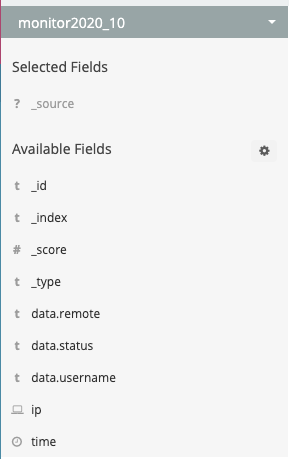 monitor2020_10
Selected Fields
? _source
Available Fields
t _id
t _index
# _score
t _type
t data.remote
t data.status
t data.username
ip
time